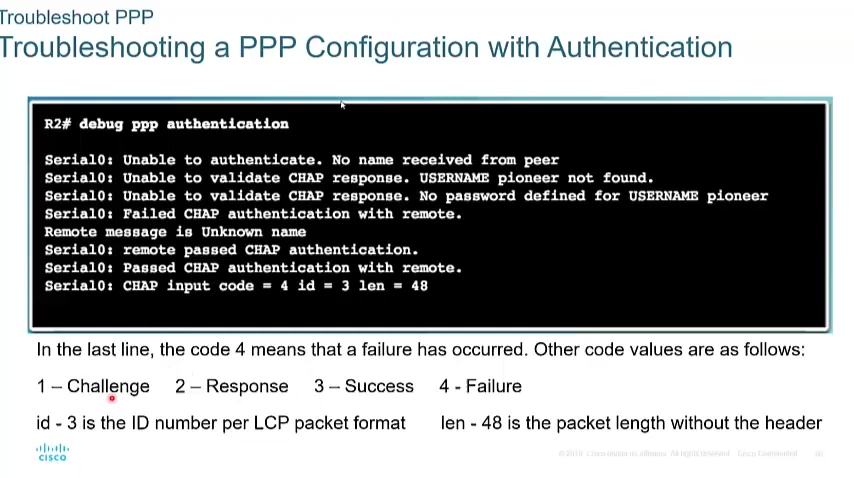 Troubleshoot PPP
Troubleshooting a PPP Configuration with Authentication
R2# debug ppp authentication
Serial0: Unable to authenticate. No name received from peer
Serial0: Unable to validate CHAP response. USERNAME pioneer not found.
Serial0: Unable to validate CHAP response. No password defined for USERNAME pioneer
Serial0: Failed CHAP authentication with remote.
Remote message is Unknown name
Serial0: remote passed CHAP authentication.
Serial0: Passed CHAP authentication with remote.
Serial0: CHAP input code = 4 id = 3 len = 48
In the last line, the code 4 means that a failure has occurred. Other code values are as follows:
1 – Challenge 2 – Response 3 – Success 4 - Failure
id - 3 is the ID number per LCP packet format len - 48 is the packet length without the header
CISCO
All rights reserved. Cisco Confidential